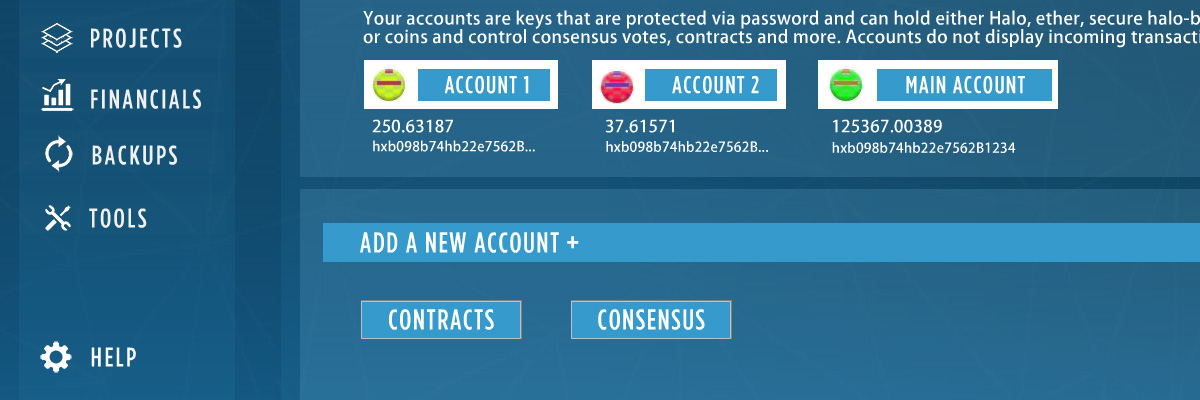 PROJECTS
FINANCIALS
BACKUPS
TOOLS
HELP
Your accounts are keys that are protected via password and can hold either Halo, ether, secure halo-b
or coins and control consensus votes, contracts and more. Accounts do not display incoming transacti
ACCOUNT 1
ACCOUNT 2
MAIN ACCOUNT
250.63187
37.61571
125367.00389
hxb098b74hb22e7562B...
hxb098b74hb22e7562B...
hxb098b74hb22e7562B1234
ADD A NEW ACCOUNT +
CONTRACTS
CONSENSUS